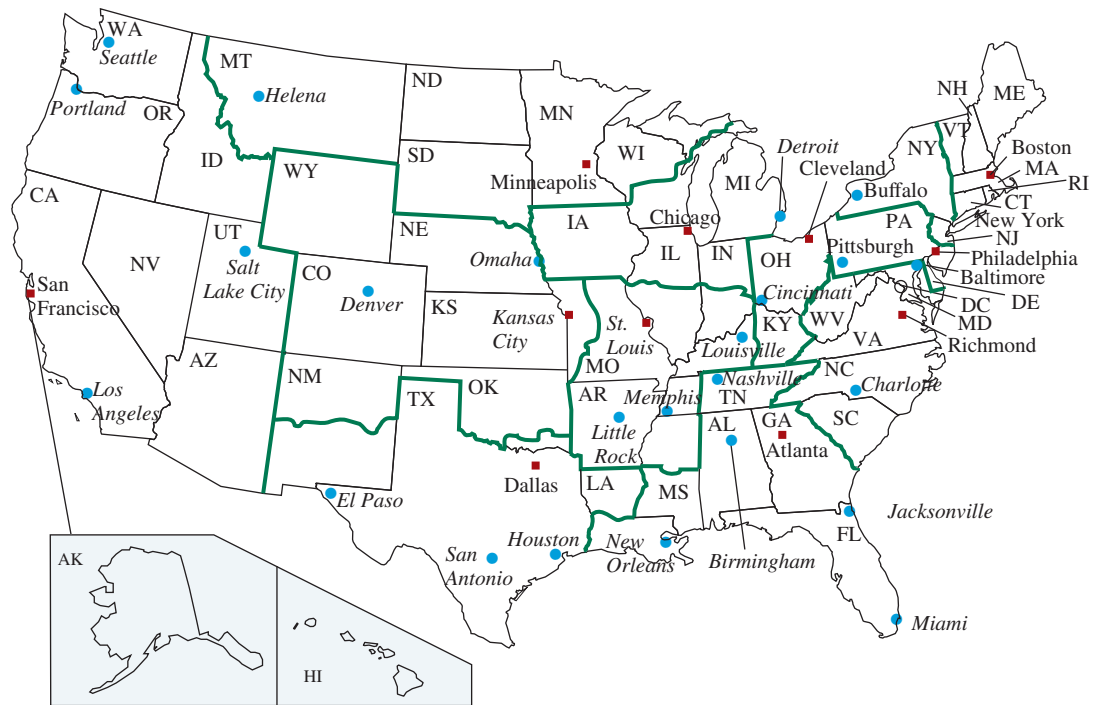 WA
Seattle
MT
Helena
ND
MN
Portland
OR
ID
WY
SD
Minneapolis
WI
MI
Detroit
Cleveland
NH
ME
VT
NY
Boston
MA
RI
Buffalo
CT
New York
NJ
PA
Pittsburgh
Philadelphia
Baltimore
DE
DC
MD
Richmond
CA
NV
UT
Salt
Lake City
San
Francisco
CO
Denver
NE
Omaha
IA
Chicago
IL
IN
OH
Cincinnati
KS
Kansas
City
St.
Louis
MO
Louisville
KY
WV
VA
AZ
NM
Los
Angeles
TX
OK
AR
Little
Rock
Memphis
Nashville
TN
NC
Charlotte
SC
AL
GA
Atlanta
Dallas
LA
MS
El Paso
San
Antonio
Houston
New
Orleans
Birmingham
FL
Jacksonville
Miami
AK
HI